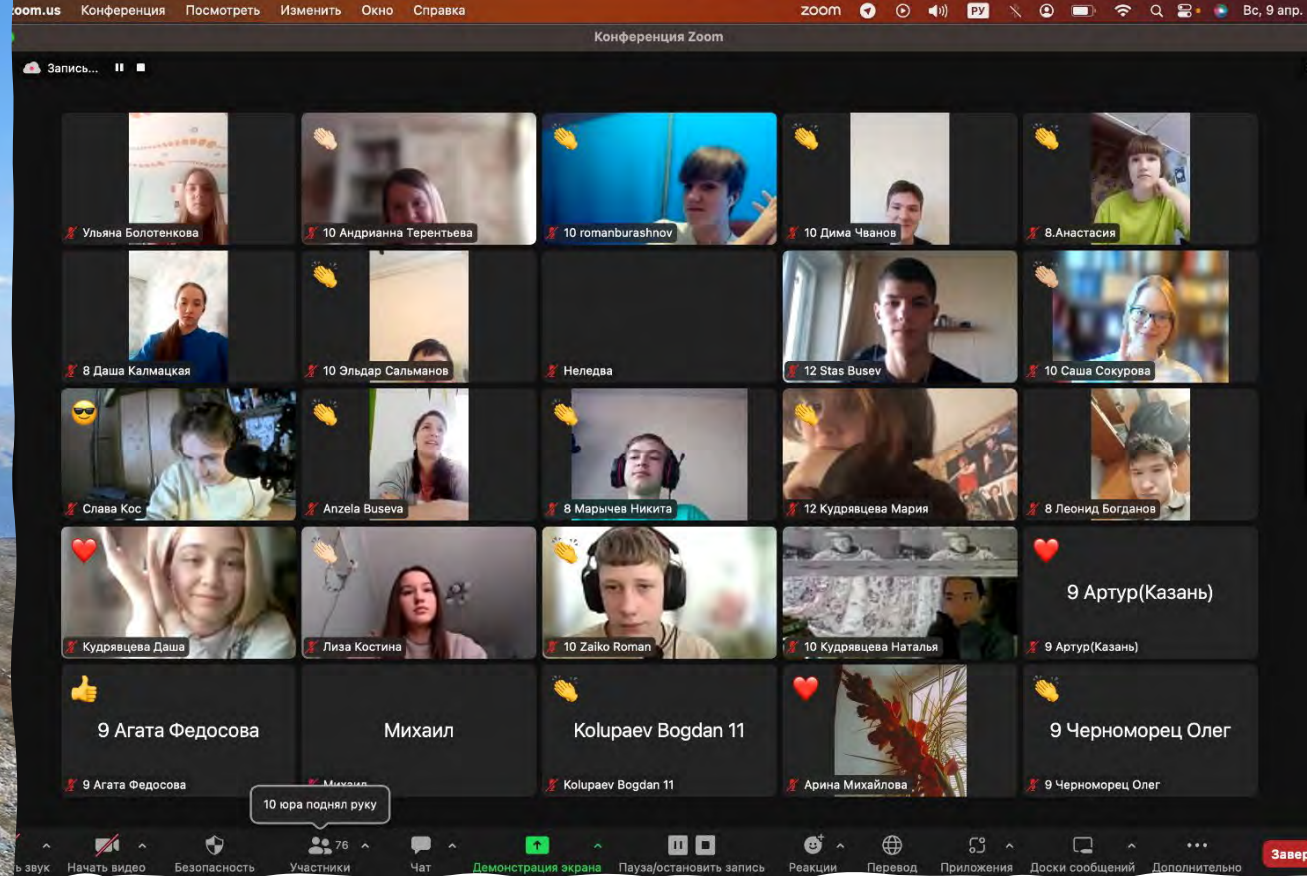 zoom.us Конференция Посмотреть Изменить Окно Справка zoom РУ Вс, 9 апр.
Конференция Zoom
Запись...
Ульяна Болотенкова
10 Андрианна Терентьева
10 romanburashnov
10 Дима Чванов
8.Анастасия
8 Даша Калмацкая
10 Эльдар Сальманов
Неледва
12 Stas Busev
10 Саша Сокурова
Слава Кос
Anzela Buseva
8 Марычев Никита
12 Кудрявцева Мария
8 Леонид Богданов
Кудрявцева Даша
Лиза Костина
10 Zaiko Roman
10 Кудрявцева Наталья
9 Артур(Казань)
9 Артур(Казань)
9 Агата Федосова
Михаил
Kolupaev Bogdan 11
9 Черноморец Олег
9 Агата Федосова
Михаил
Kolupaev Bogdan 11
Арина Михайлова
9 Черноморец Олег
10 юра поднял руку
76
звук Начать видео Безопасность Участники Чат Демонстрация экрана Пауза/остановить запись Реакции Перевод Приложения Доски сообщений Дополнительно
Завер